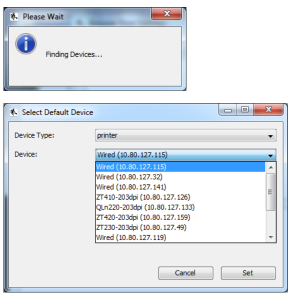 Please Wait
Finding Devices...
Select Default Device
Device Type:
printer
Device:
Wired (10.80.127.115)
Wired (10.80.127.115)
Wired (10.80.127.32)
Wired (10.80.127.141)
ZT410-203dpi (10.80.127.126)
QLn220-203dpi (10.80.127.133)
ZT420-203dpi (10.80.127.159)
ZT230-203dpi (10.80.127.49)
Wired (10.80.127.119)
Cancel
Set